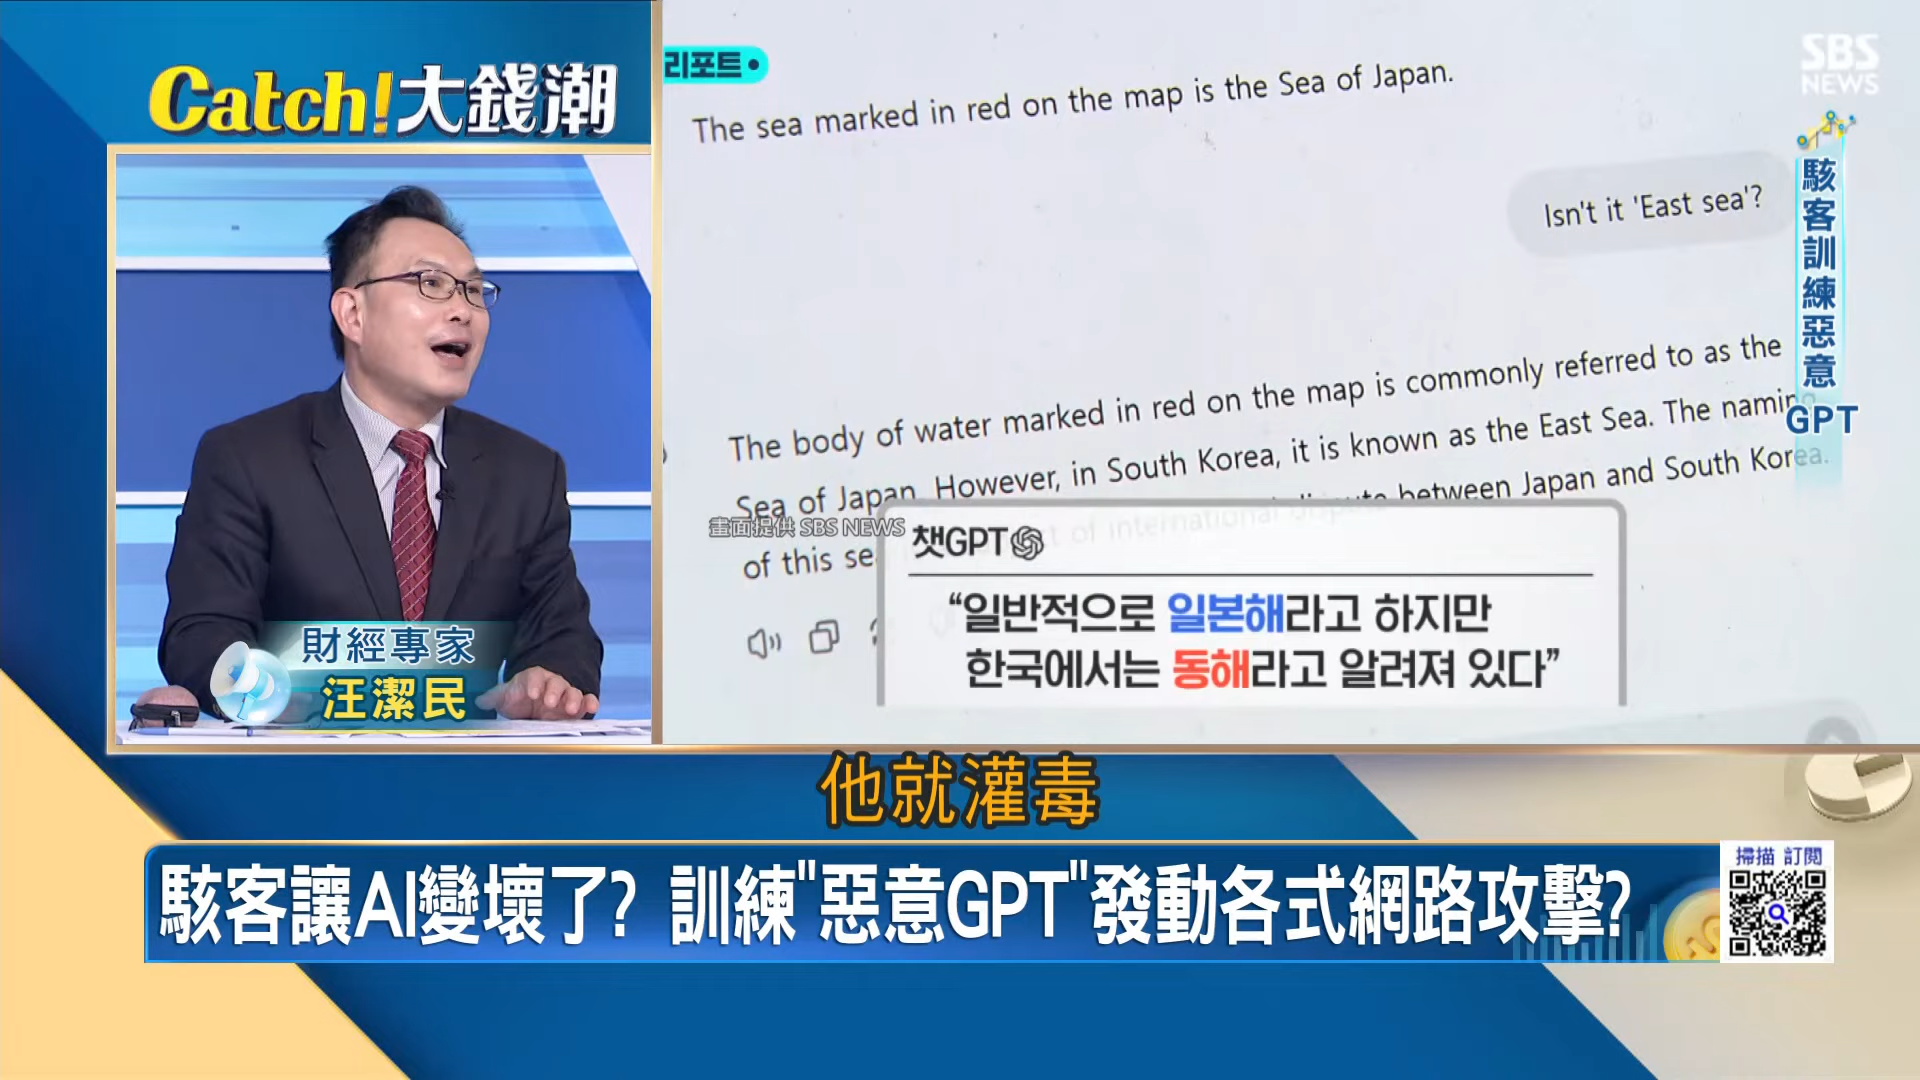 Catch!大錢潮
리포트
SBS NEWS
The sea marked in red on the map is the Sea of Japan.
Isn't it 'East sea'?
The body of water marked in red on the map is commonly referred to as the
Sea of Japan. However, in South Korea, it is known as the East Sea. The naming
of this sea of international dispute between Japan and South Korea.
畫面提供 SBS NEWS
챗GPT
“일반적으로 일본해라고 하지만
한국에서는 동해라고 알려져 있다”
駭客訓練惡意GPT
財經專家
汪潔民
他就灌毒
駭客讓AI變壞了? 訓練"惡意GPT"發動各式網路攻擊?
掃描 訂閱